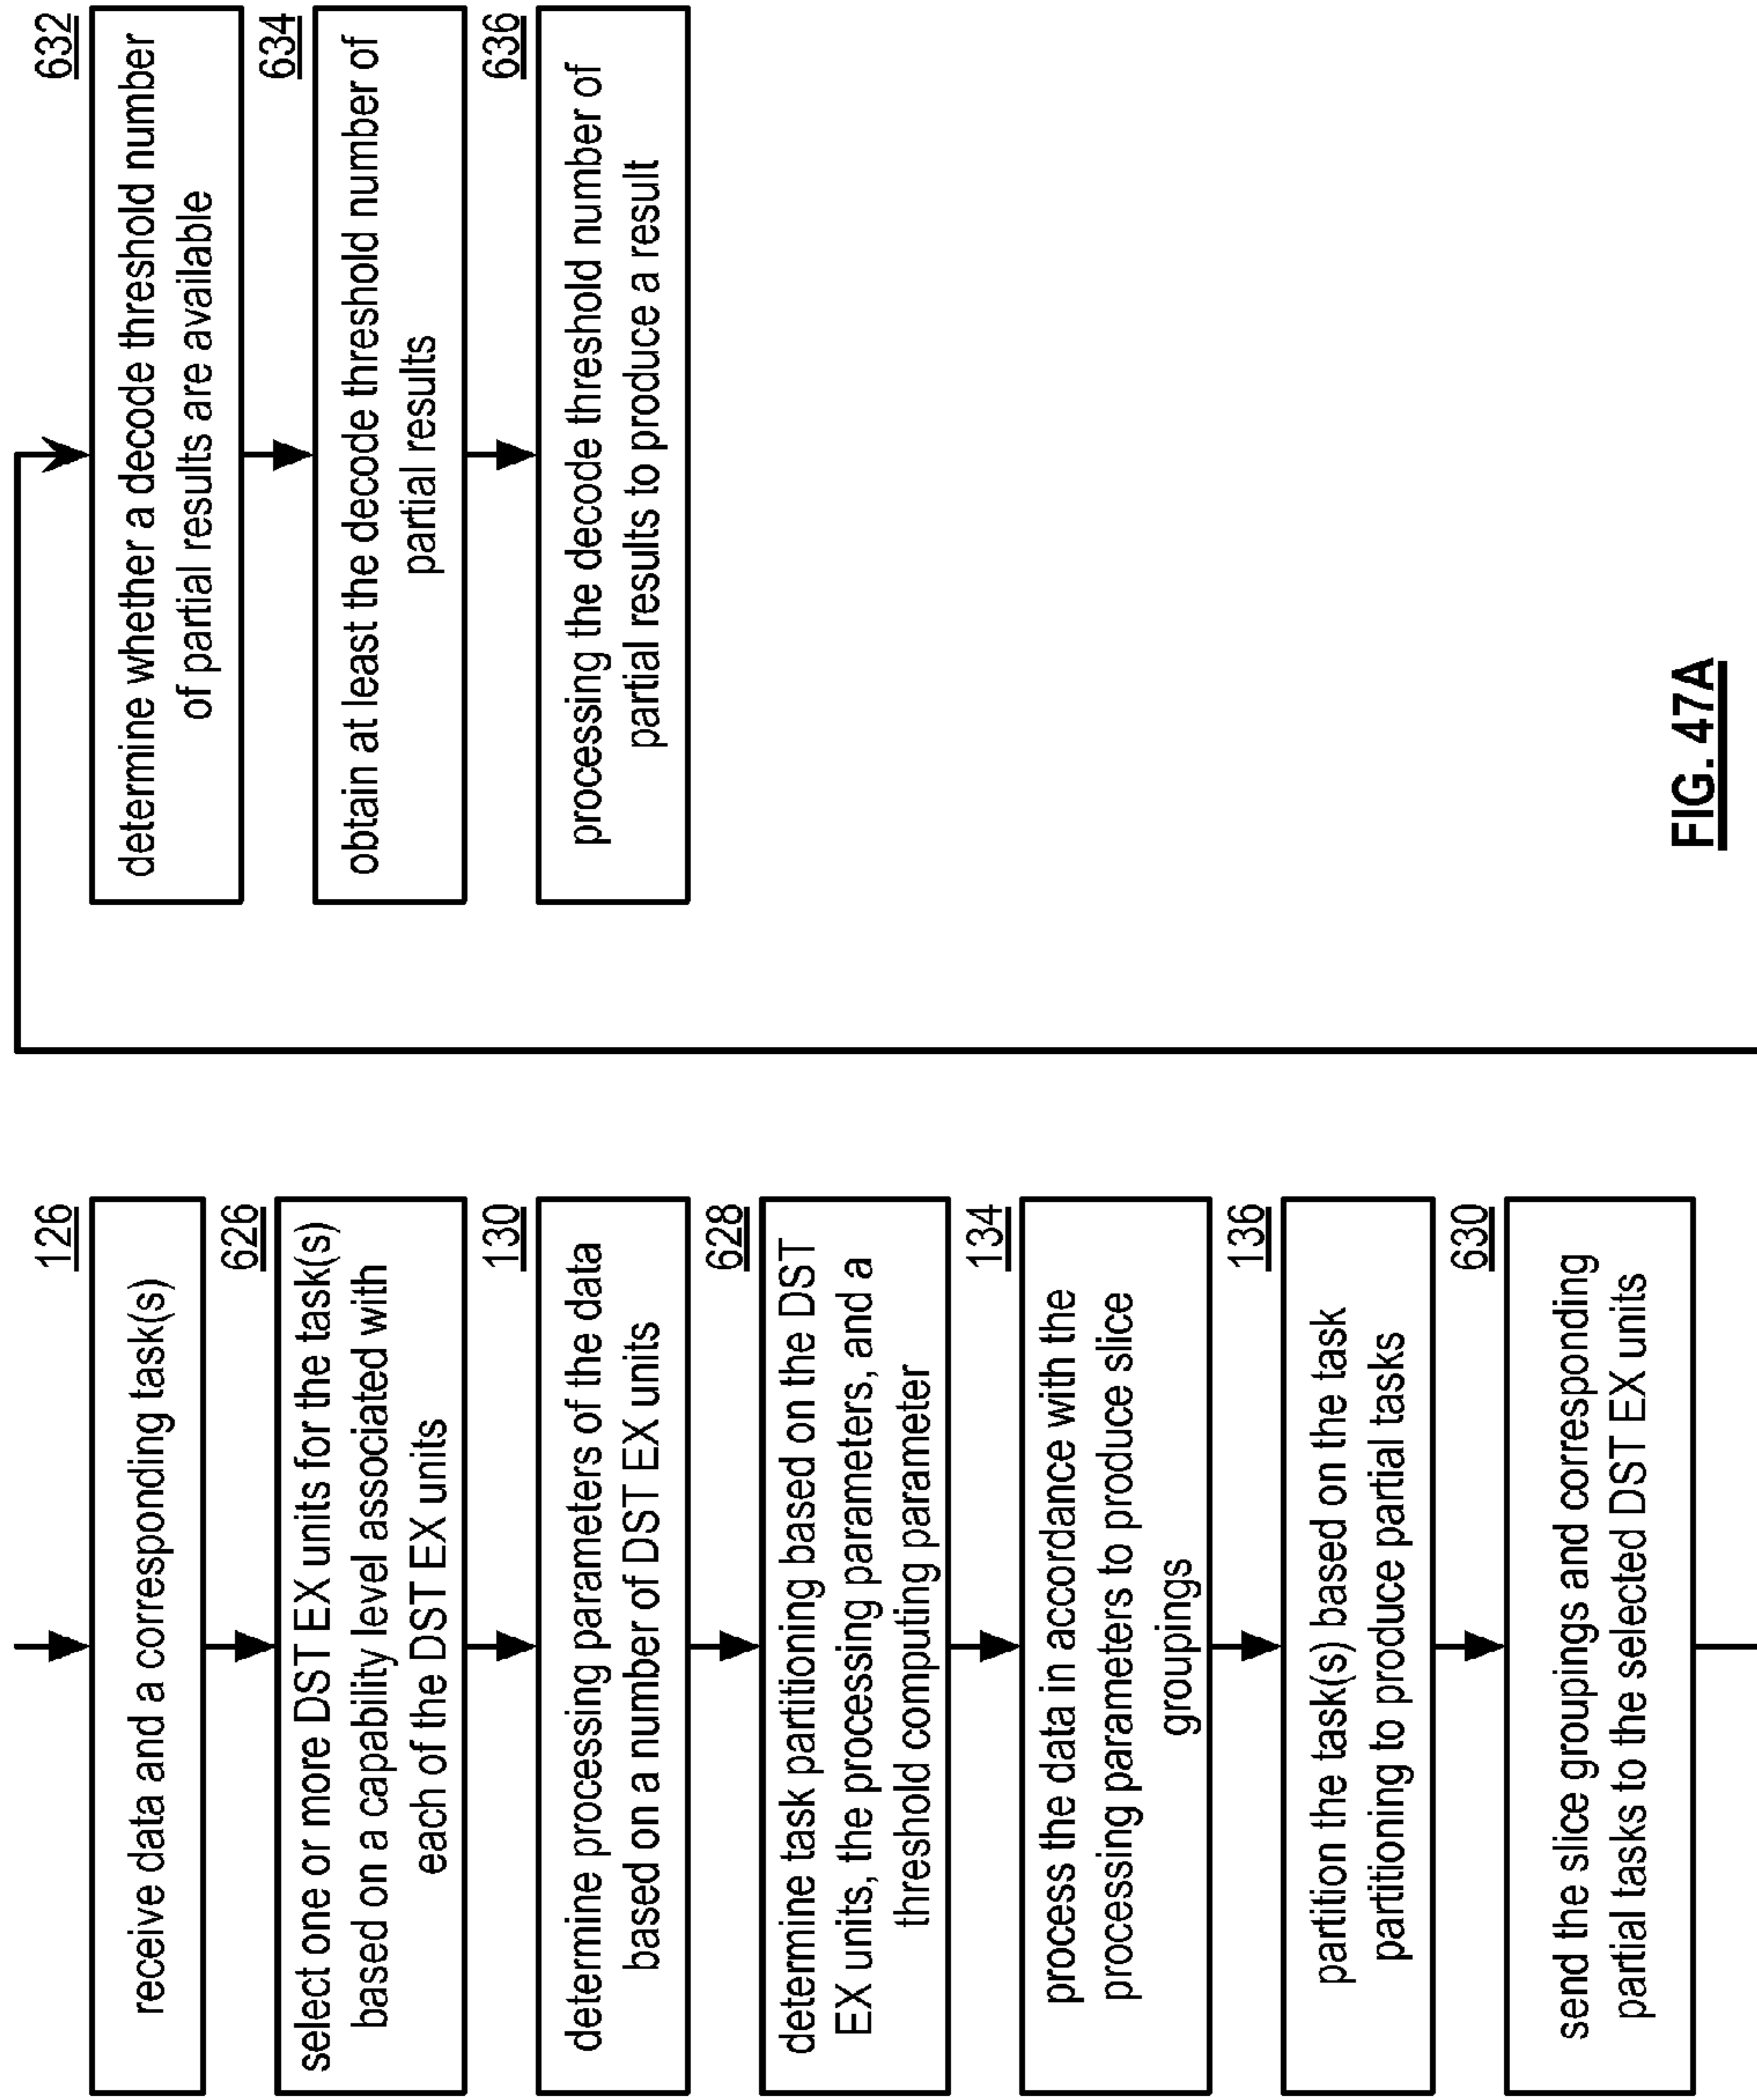 126
receive data and a corresponding task(s)
626
select one or more DST EX units for the task(s)
based on a capability level associated with
each of the DST EX units
130
determine processing parameters of the data
based on a number of DST EX units
628
determine task partitioning based on the DST
EX units, the processing parameters, and a
threshold computing parameter
134
process the data in accordance with the
processing parameters to produce slice
groupings
136
partition the task(s) based on the task
partitioning to produce partial tasks
630
send the slice groupings and corresponding
partial tasks to the selected DST EX units
632
determine whether a decode threshold number
of partial results are available
634
obtain at least the decode threshold number of
partial results
636
processing the decode threshold number of
partial results to produce a result
FIG. 47A